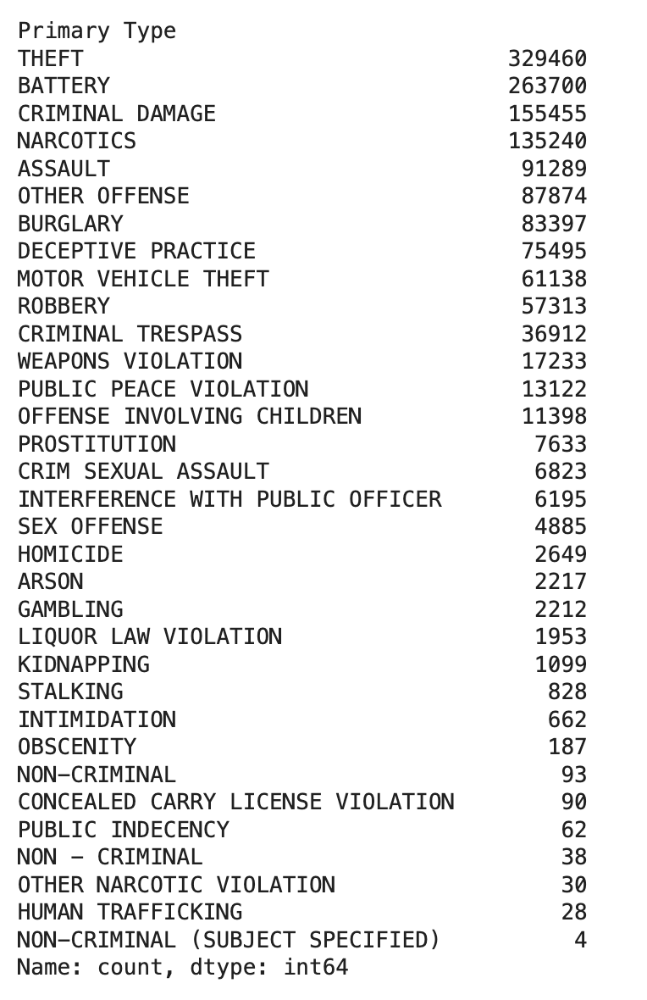 Primary Type
THEFT 329460
BATTERY 263700
CRIMINAL DAMAGE 155455
NARCOTICS 135240
ASSAULT 91289
OTHER OFFENSE 87874
BURGLARY 83397
DECEPTIVE PRACTICE 75495
MOTOR VEHICLE THEFT 61138
ROBBERY 57313
CRIMINAL TRESPASS 36912
WEAPONS VIOLATION 17233
PUBLIC PEACE VIOLATION 13122
OFFENSE INVOLVING CHILDREN 11398
PROSTITUTION 7633
CRIM SEXUAL ASSAULT 6823
INTERFERENCE WITH PUBLIC OFFICER 6195
SEX OFFENSE 4885
HOMICIDE 2649
ARSON 2217
GAMBLING 2212
LIQUOR LAW VIOLATION 1953
KIDNAPPING 1099
STALKING 828
INTIMIDATION 662
OBSCENITY 187
NON-CRIMINAL 93
CONCEALED CARRY LICENSE VIOLATION 90
PUBLIC INDECENCY 62
NON - CRIMINAL 38
OTHER NARCOTIC VIOLATION 30
HUMAN TRAFFICKING 28
NON-CRIMINAL (SUBJECT SPECIFIED) 4
Name: count, dtype: int64